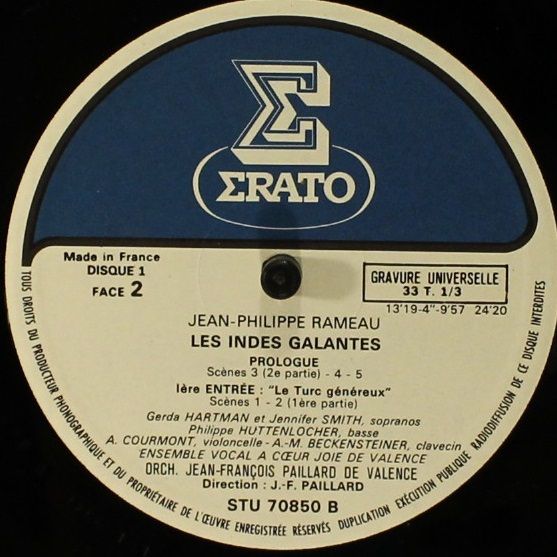 ΣRATO
Made in France
DISQUE 1
FACE 2
GRAVURE UNIVERSELLE
33 T. 1/3
13'19-4"-9'57 24'20
JEAN-PHILIPPE RAMEAU
LES INDES GALANTES
PROLOGUE
Scènes 3 (2e partie) - 4 - 5
Ière ENTRÉE : "Le Turc généreux"
Scènes 1 - 2 (1ère partie)
Gerda HARTMAN et Jennifer SMITH, sopranos
Philippe HUTTENLOCHER, basse
A. COURMONT, violoncelle - A.-M. BECKENSTEINER, clavecin
ENSEMBLE VOCAL A CŒUR JOIE DE VALENCE
ORCH. JEAN-FRANÇOIS PAILLARD DE VALENCE
Direction : J.-F. PAILLARD
STU 70850 B
TOUS DROITS DU PRODUCTEUR PHONOGRAPHIQUE ET DU PROPRIÉTAIRE DE L'ŒUVRE ENREGISTRÉE RÉSERVÉS DUPLICATION EXÉCUTION PUBLIQUE RADIODIFFUSION DE CE DISQUE INTERDITES